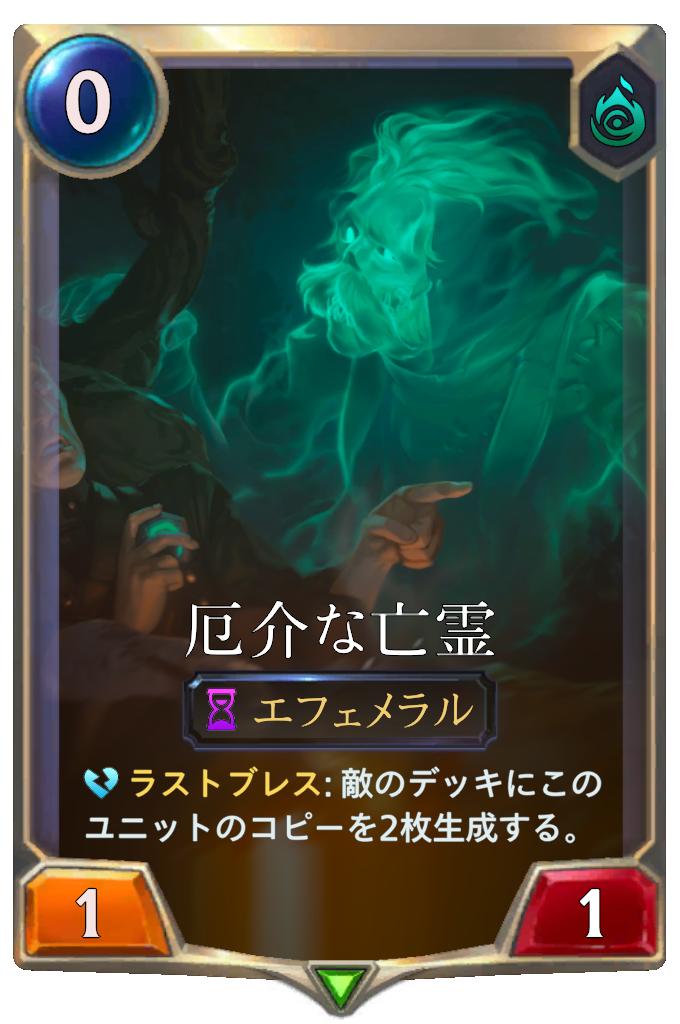 0
厄介な亡霊
エフェメラル
ラストブレス: 敵のデッキにこの
ユニットのコピーを2枚生成する。
1
1